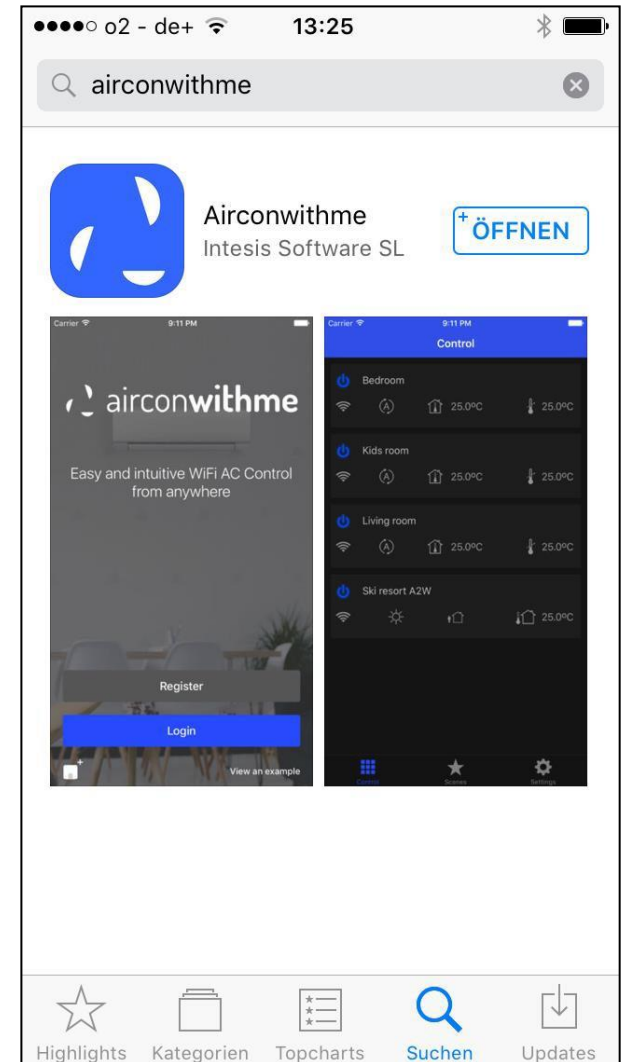 o2 - de+ 13:25
airconwithme
Airconwithme
Intesis Software SL
+ÖFFNEN
Carrier 9:11 PM
airconwithme
Easy and intuitive WiFi AC Control
from anywhere
Register
Login
View an example
Carrier 9:11 PM
Control
Bedroom
A 25.0ºC 25.0ºC
Kids room
A 25.0ºC 25.0ºC
Living room
A 25.0ºC 25.0ºC
Ski resort A2W
25.0ºC
Control Scenes Settings
Highlights Kategorien Topcharts Suchen Updates